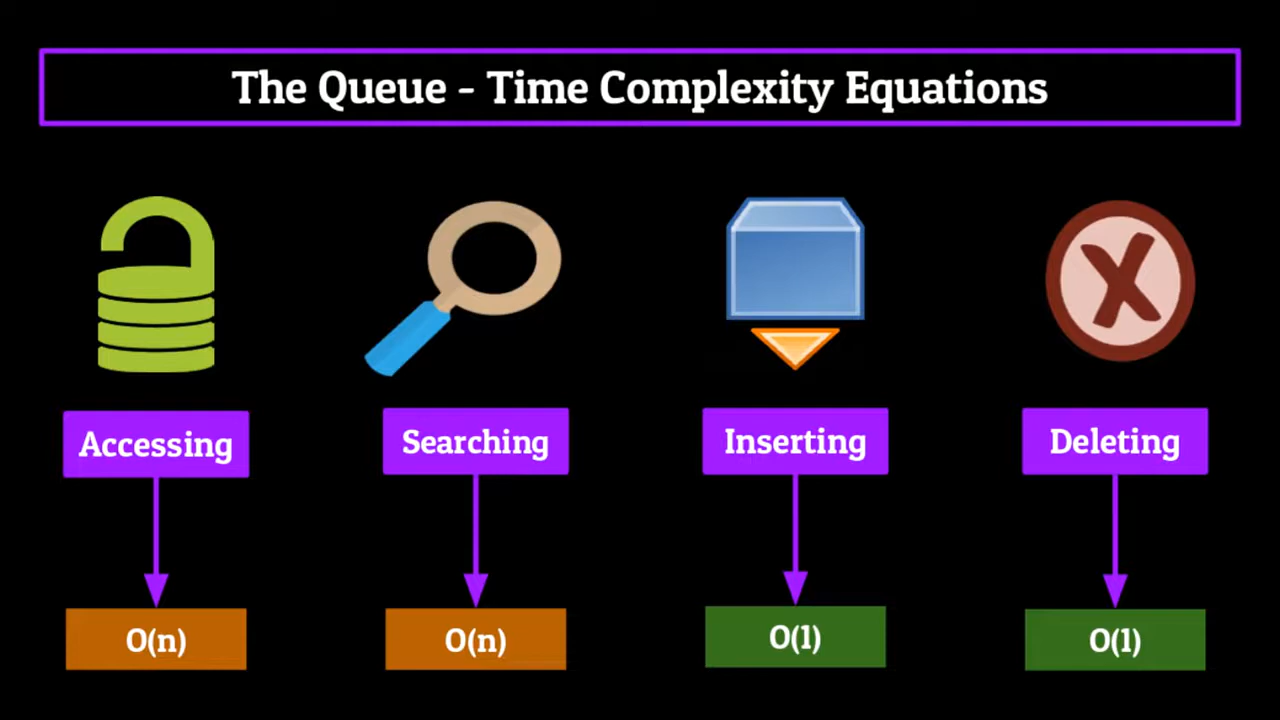 The Queue - Time Complexity Equations
Accessing
Searching
Inserting
Deleting
O(n)
O(n)
O(1)
O(1)